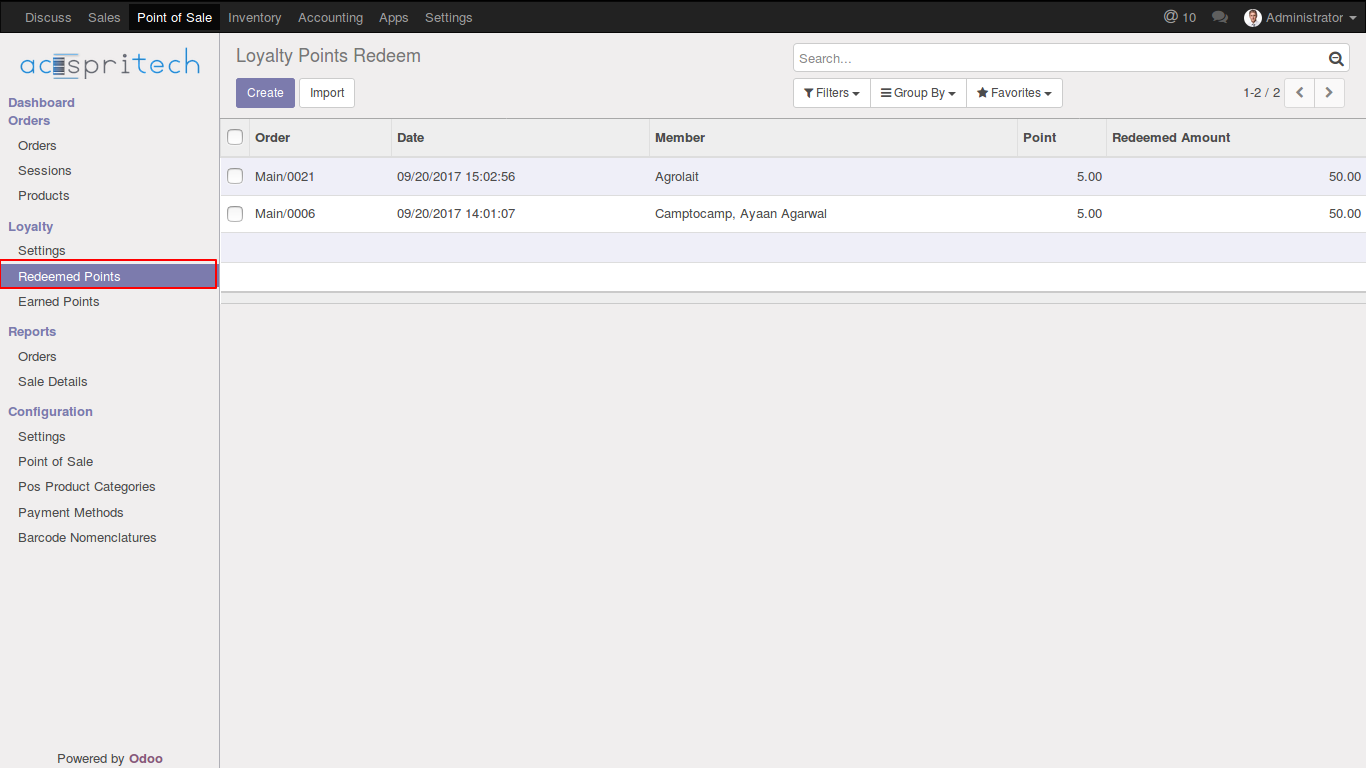 Discuss Sales Point of Sale Inventory Accounting Apps Settings @ 10 Administrator
acespritech
Loyalty Points Redeem
Search...
Create Import
Filters Group By Favorites 1-2 / 2
Dashboard
Orders
Orders
Sessions
Products
Loyalty
Settings
Redeemed Points
Earned Points
Reports
Orders
Sale Details
Configuration
Settings
Point of Sale
Pos Product Categories
Payment Methods
Barcode Nomenclatures
Powered by Odoo
Order Date Member Point Redeemed Amount
Main/0021 09/20/2017 15:02:56 Agrolait 5.00 50.00
Main/0006 09/20/2017 14:01:07 Camptocamp, Ayaan Agarwal 5.00 50.00